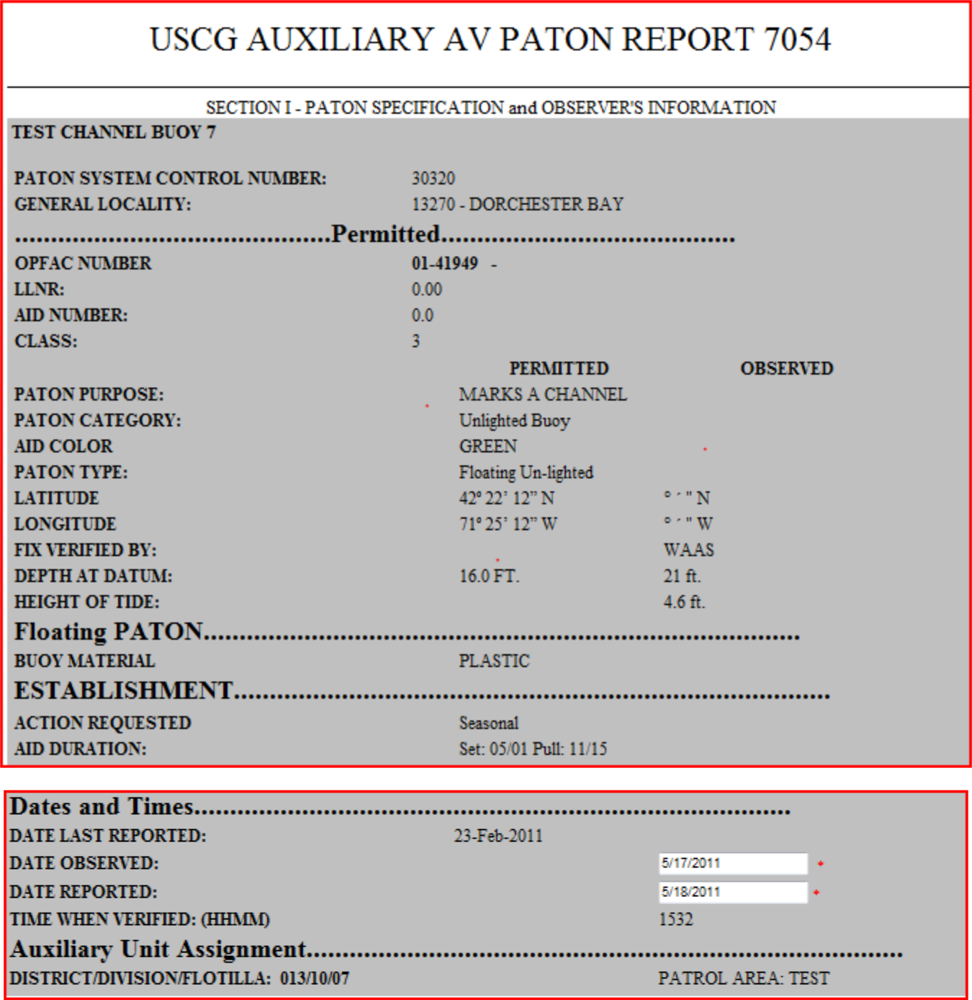 USCG AUXILIARY AV PATON REPORT 7054
SECTION I - PATON SPECIFICATION and OBSERVER'S INFORMATION
TEST CHANNEL BUOY 7
PATON SYSTEM CONTROL NUMBER: 30320
GENERAL LOCALITY: 13270 - DORCHESTER BAY
............................................Permitted.........................................
OPFAC NUMBER 01-41949 -
LLNR: 0.00
AID NUMBER: 0.0
CLASS: 3
PERMITTED OBSERVED
PATON PURPOSE: MARKS A CHANNEL
PATON CATEGORY: Unlighted Buoy
AID COLOR GREEN
PATON TYPE: Floating Un-lighted
LATITUDE 42° 22' 12” N ° ´ " N
LONGITUDE 71° 25' 12” W ° ´ " W
FIX VERIFIED BY: WAAS
DEPTH AT DATUM: 16.0 FT. 21 ft.
HEIGHT OF TIDE: 4.6 ft.
Floating PATON...................................................................................
BUOY MATERIAL PLASTIC
ESTABLISHMENT...................................................................................
ACTION REQUESTED Seasonal
AID DURATION: Set: 05/01 Pull: 11/15
Dates and Times...................................................................................
DATE LAST REPORTED: 23-Feb-2011
DATE OBSERVED: 5/17/2011 *
DATE REPORTED: 5/18/2011 *
TIME WHEN VERIFIED: (HHMM) 1532
Auxiliary Unit Assignment...................................................................................
DISTRICT/DIVISION/FLOTILLA: 013/10/07 PATROL AREA: TEST